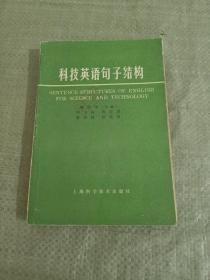 科技英语句子结构
SENTENCE STRUCTURES OF ENGLISH
FOR SCIENCE AND TECHNOLOGY
上海科学技术出版社